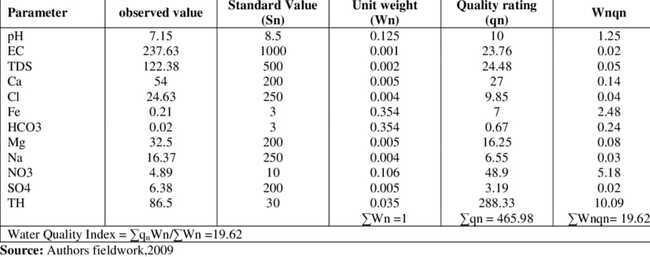 Parameter observed value Standard Value (Sn) Unit weight (Wn) Quality rating (qn) Wnqn
pH 7.15 8.5 0.125 10 1.25
EC 237.63 1000 0.001 23.76 0.02
TDS 122.38 500 0.002 24.48 0.05
Ca 54 200 0.005 27 0.14
Cl 24.63 250 0.004 9.85 0.04
Fe 0.21 3 0.354 7 2.48
HCO3 0.02 3 0.354 0.67 0.24
Mg 32.5 200 0.005 16.25 0.08
Na 16.37 250 0.004 6.55 0.03
NO3 4.89 10 0.106 48.9 5.18
SO4 6.38 200 0.005 3.19 0.02
TH 86.5 30 0.035 288.33 10.09
∑Wn =1 ∑qn = 465.98 ∑Wnqn= 19.62
Water Quality Index = ∑qnWn/∑Wn =19.62
Source: Authors fieldwork,2009